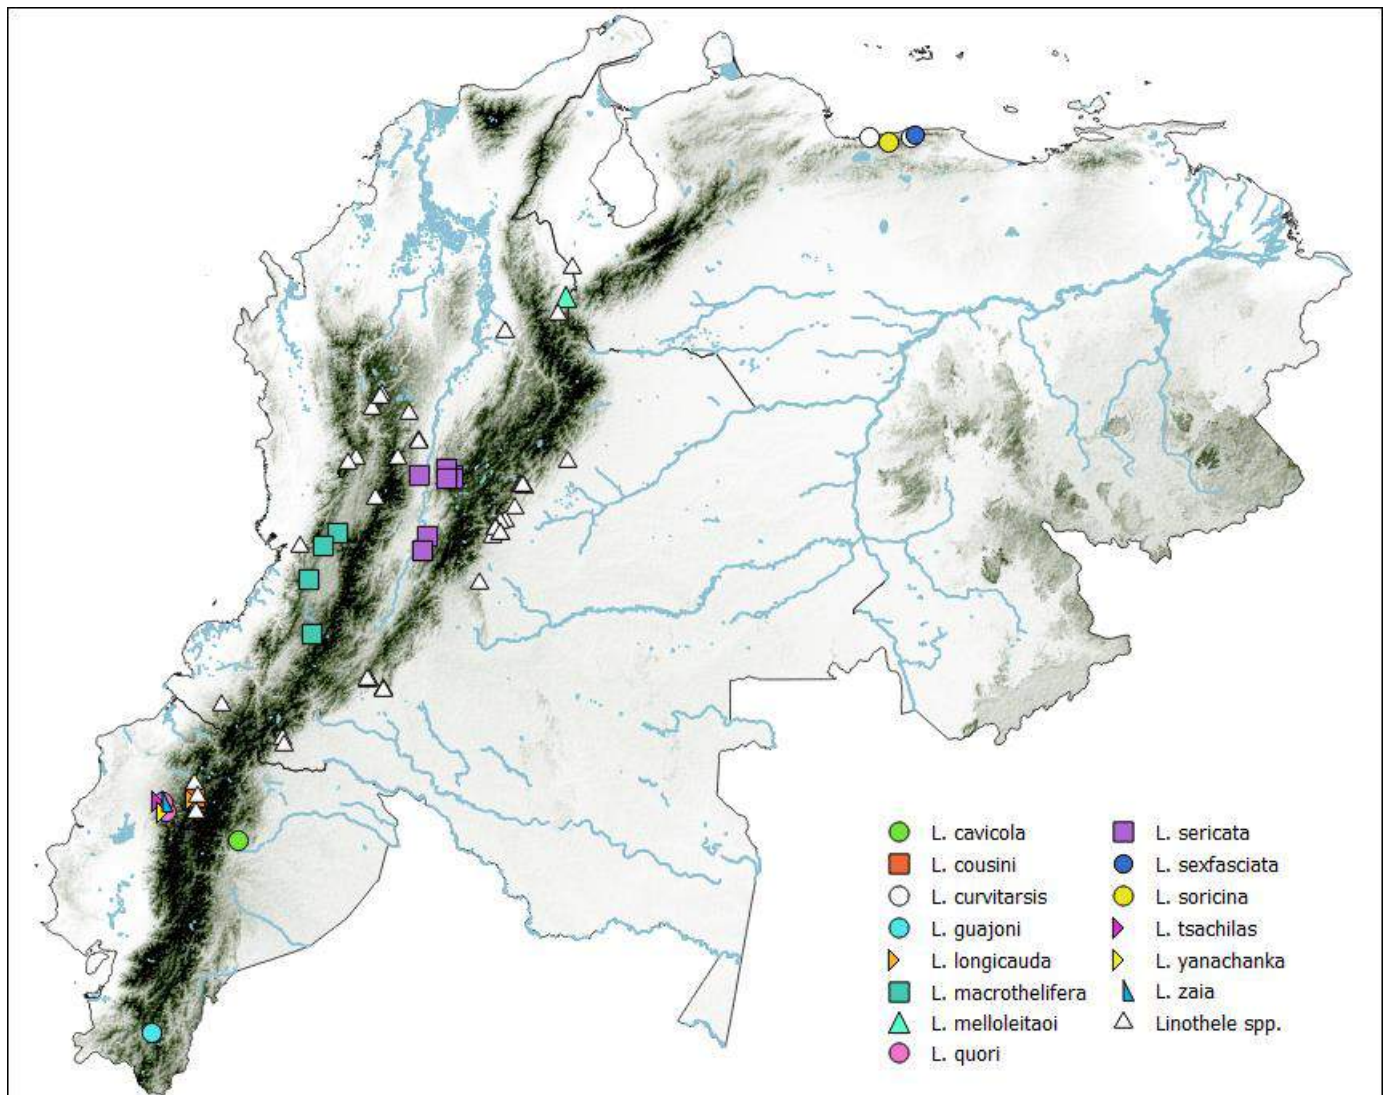 L. cavicola
L. cousini
L. curvitarsis
L. guajoni
L. longicauda
L. macrothelifera
L. melloleitaoi
L. quori
L. sericata
L. sexfasciata
L. soricina
L. tsachilas
L. yanachanka
L. zaia
Linothele spp.